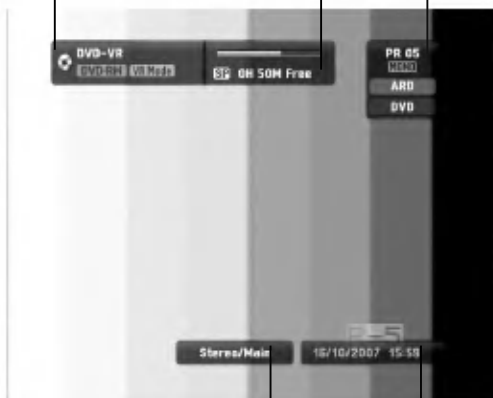 DVD-VR
DVD-RW VR Mode
SP 0H 50M Free
PR 05
MONO
ARD
DVD
-5
Stereo/Main
16/10/2007 15:59